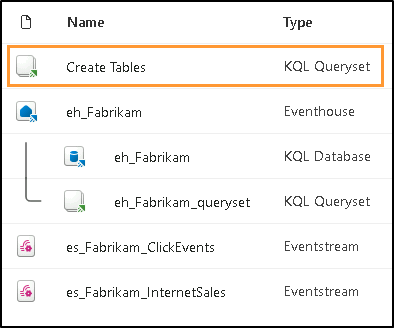 Name Type
Create Tables KQL Queryset
eh_Fabrikam Eventhouse
eh_Fabrikam KQL Database
eh_Fabrikam_queryset KQL Queryset
es_Fabrikam_ClickEvents Eventstream
es_Fabrikam_InternetSales Eventstream